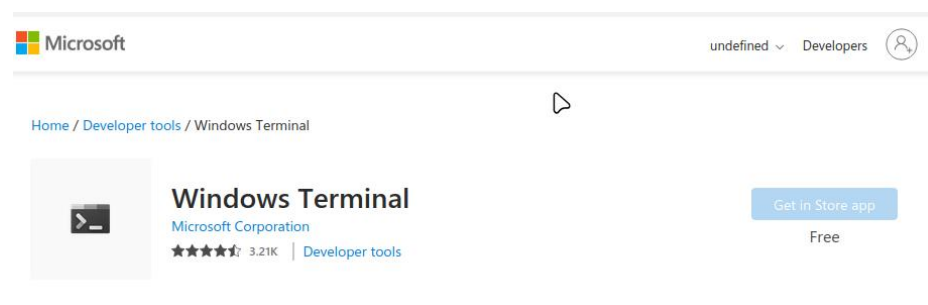 Microsoft
undefined Developers
Home / Developer tools / Windows Terminal
Windows Terminal
Get in Store app
Microsoft Corporation
Free
3.21K | Developer tools